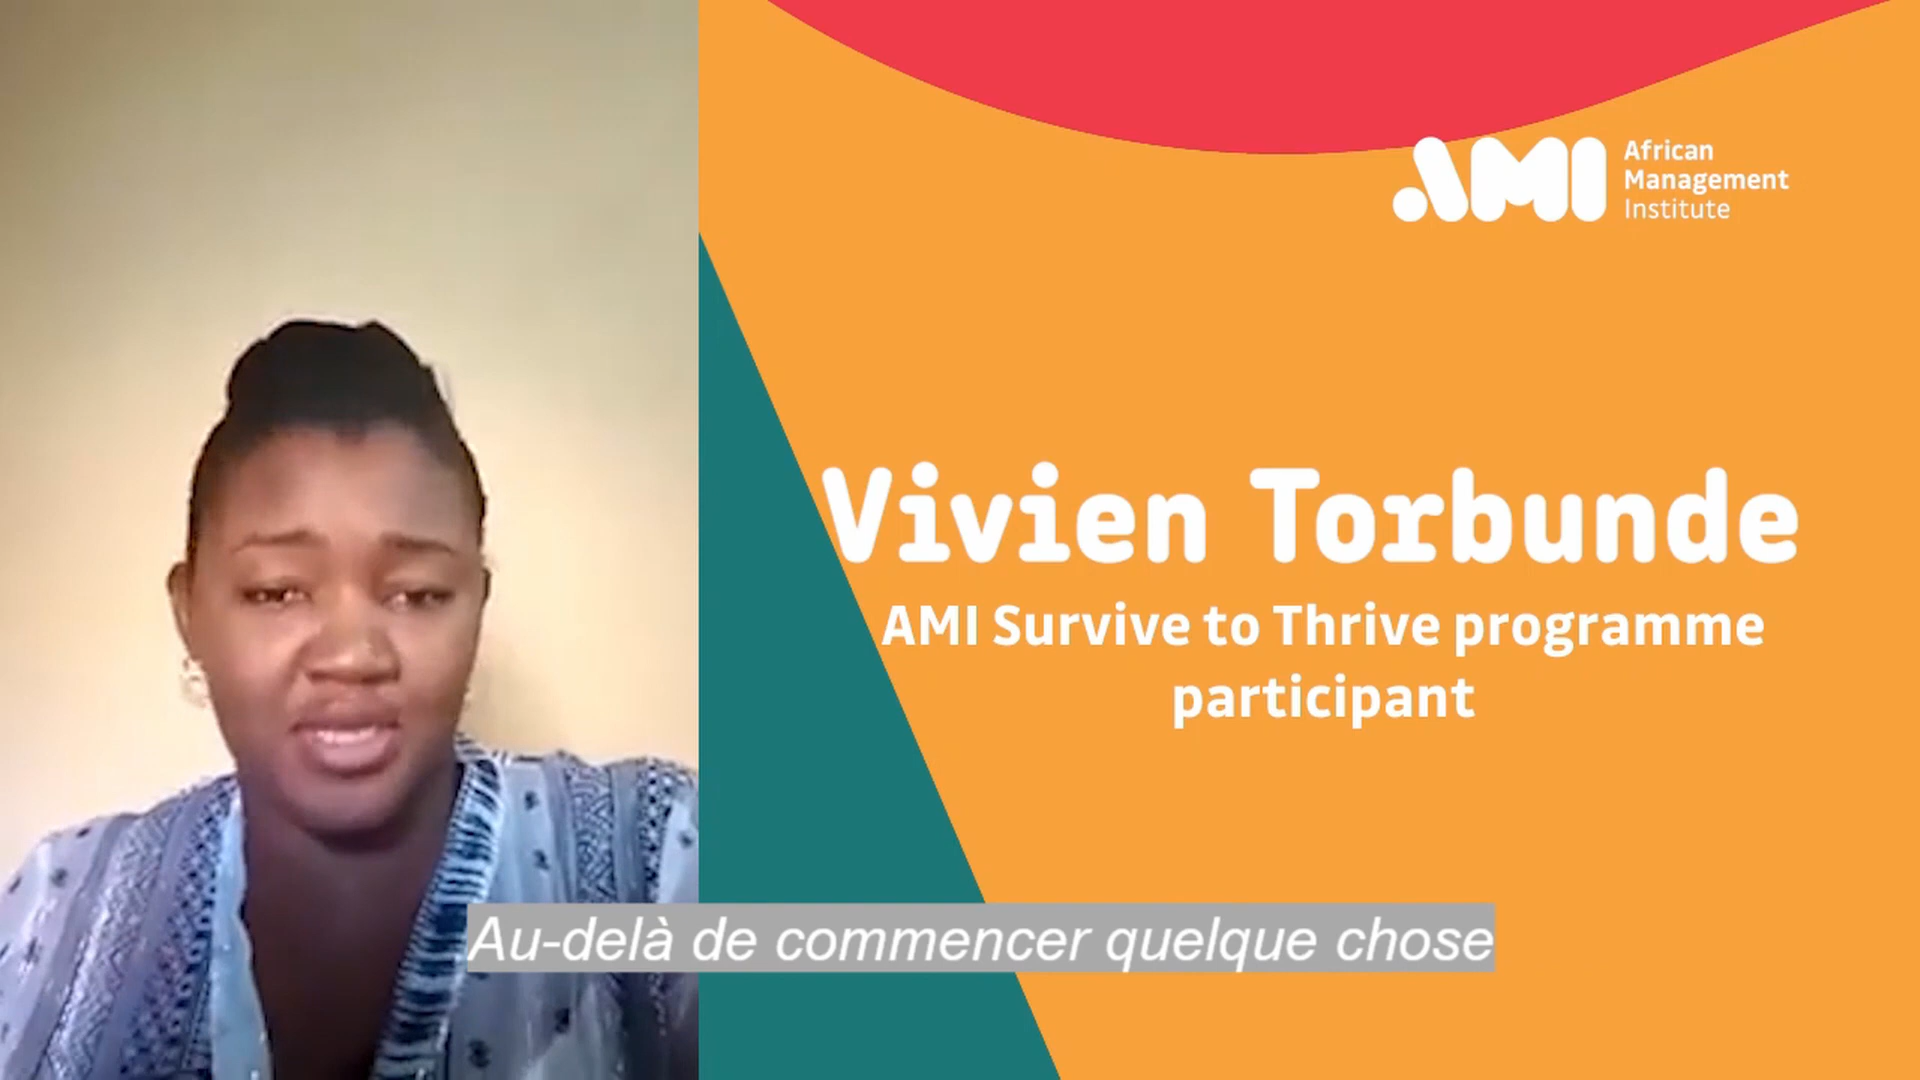 AMI
African
Management
Institute
Vivien Torbunde
AMI Survive to Thrive programme
participant
Au-delà de commencer quelque chose